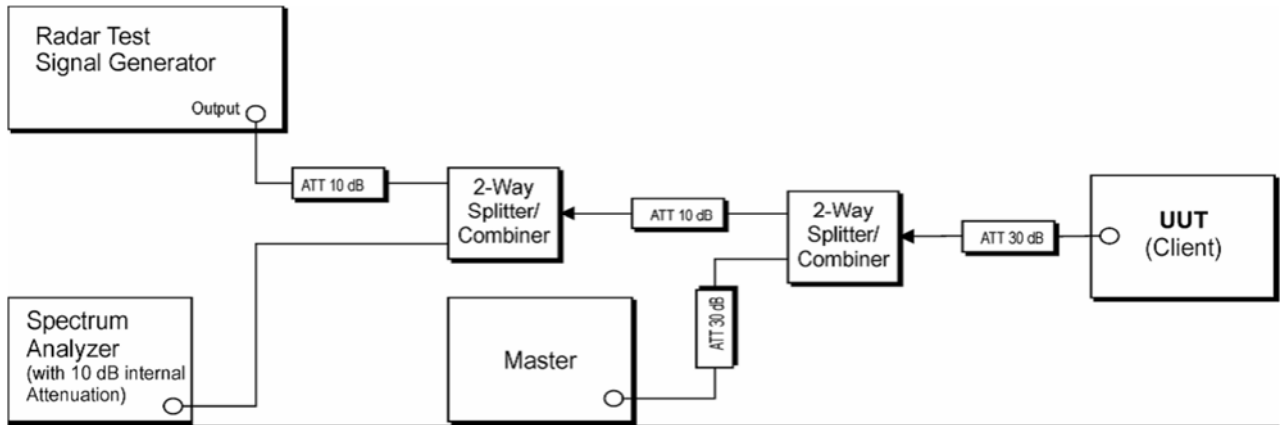 Radar Test
Signal Generator
Output
ATT 10 dB
2-Way
Splitter/
Combiner
ATT 10 dB
2-Way
Splitter/
Combiner
ATT 30 dB
UUT
(Client)
Spectrum
Analyzer
(with 10 dB internal
Attenuation)
Master
ATT 30 dB